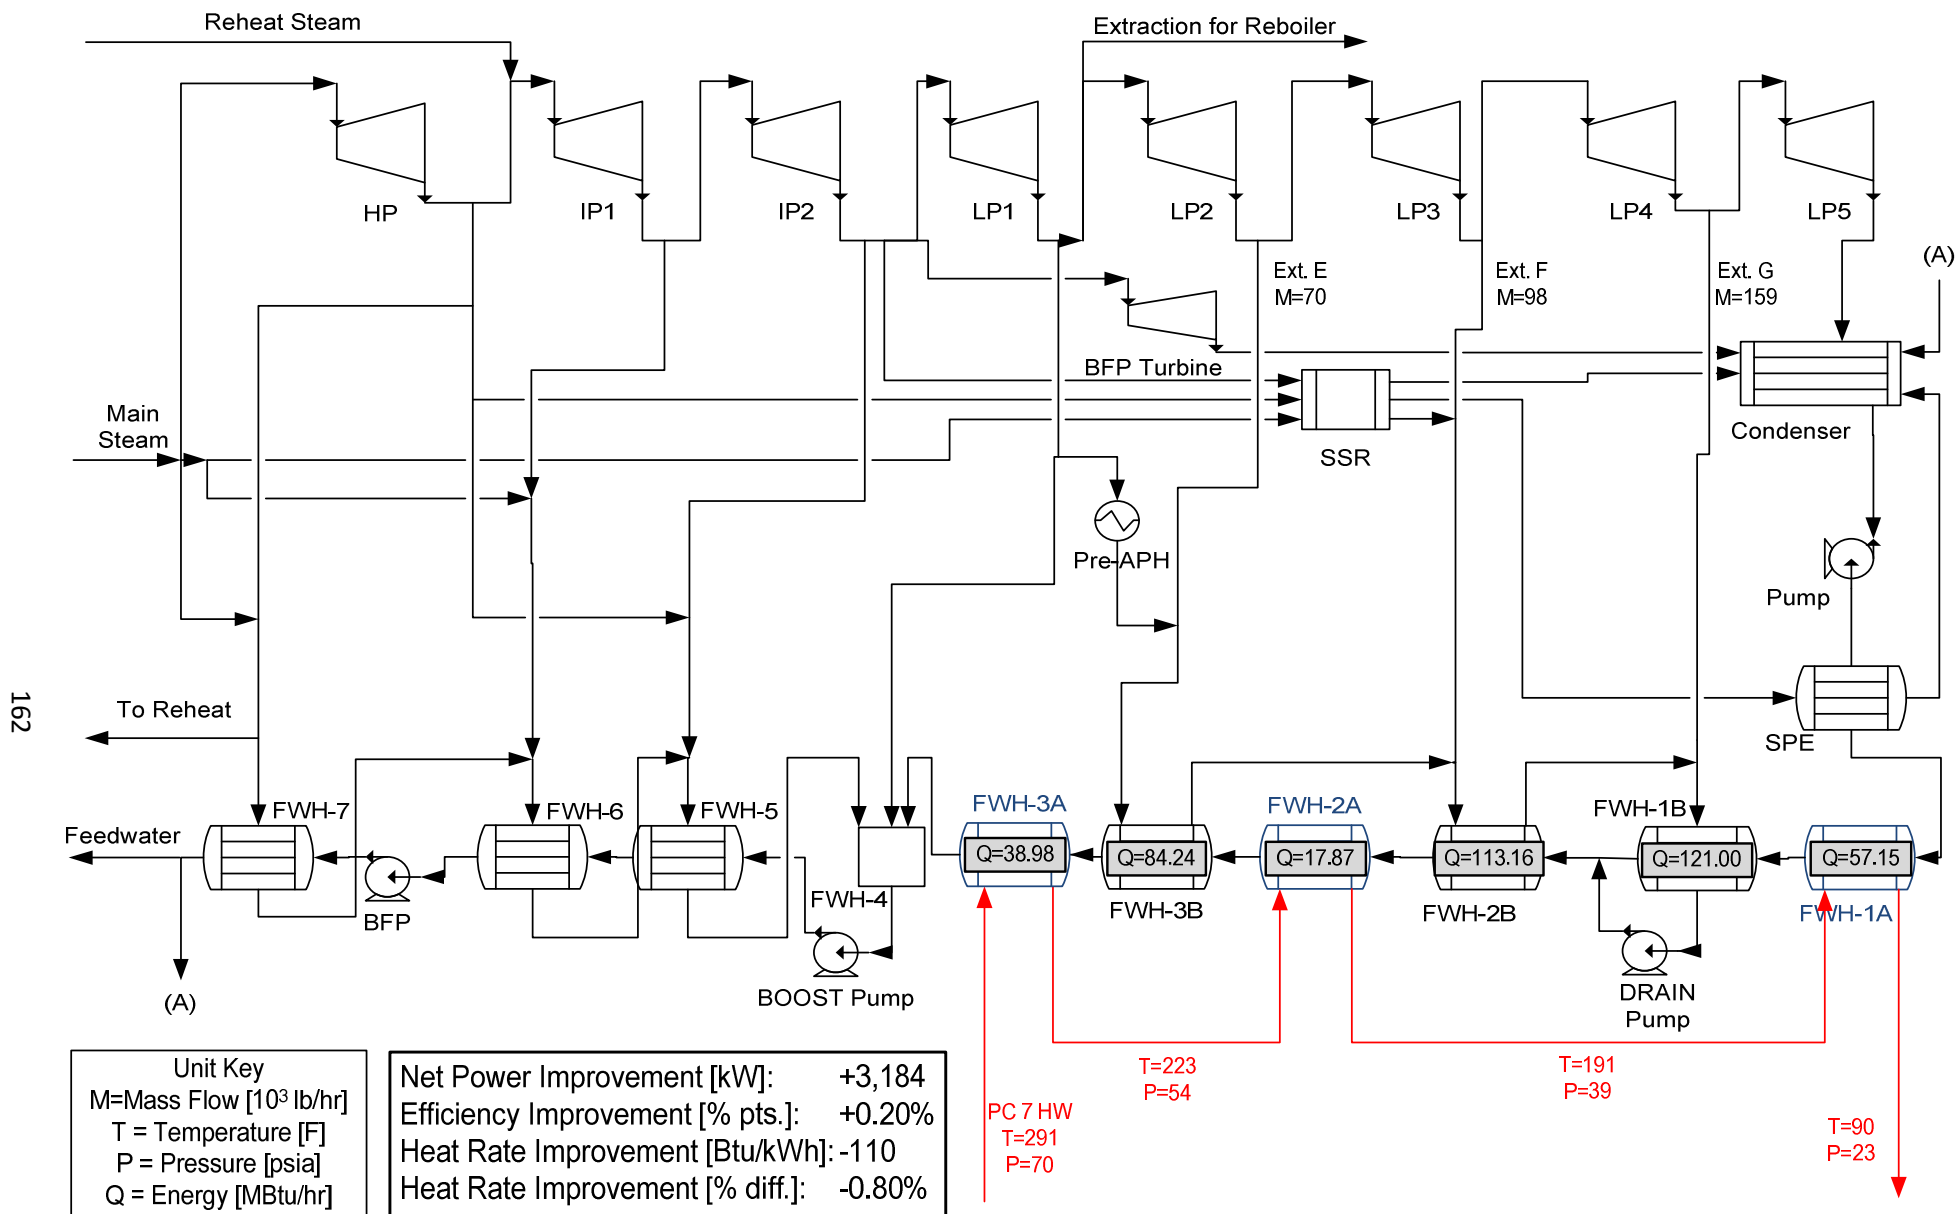 Reheat Steam
Extraction for Reboiler
HP
IP1
IP2
LP1
LP2
LP3
LP4
LP5
Ext. E
M=70
Ext. F
M=98
Ext. G
M=159
(A)
BFP Turbine
SSR
Condenser
Main
Steam
Pre-APH
Pump
162
To Reheat
SPE
FWH-7
FWH-6
FWH-5
FWH-4
FWH-3A
FWH-3B
FWH-2A
FWH-2B
FWH-1B
FWH-1A
Feedwater
Q=38.98
Q=84.24
Q=17.87
Q=113.16
Q=121.00
Q=57.15
BFP
(A)
BOOST Pump
DRAIN
Pump
Unit Key
M=Mass Flow [10³ lb/hr]
T = Temperature [F]
P = Pressure [psia]
Q = Energy [MBtu/hr]
Net Power Improvement [kW]: +3,184
Efficiency Improvement [% pts.]: +0.20%
Heat Rate Improvement [Btu/kWh]: -110
Heat Rate Improvement [% diff.]: -0.80%
PC 7 HW
T=291
P=70
T=223
P=54
T=191
P=39
T=90
P=23